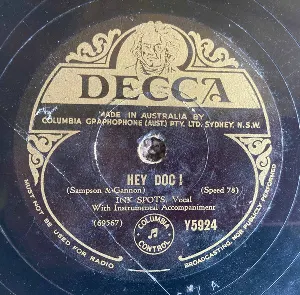 DECCA
MADE IN AUSTRALIA BY
COLUMBIA GRAPHOPHONE (AUST.) PTY. LTD. SYDNEY, N.S.W.
HEY DOC!
(Sampson & Gannon) (Speed 78)
INK SPOTS, Vocal
With Instrumental Accompaniment
(69567) Y5924
COLUMBIA
CONTROL
A
MUST NOT BE USED FOR RADIO
BROADCASTING, NOR PUBLICLY PERFORMED